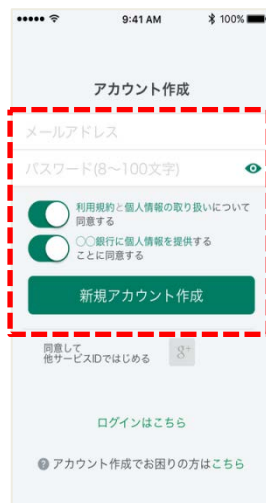 9:41 AM
100%
アカウント作成
メールアドレス
パスワード(8〜100文字)
利用規約と個人情報の取り扱いについて
同意する
〇〇銀行に個人情報を提供する
ことに同意する
新規アカウント作成
同意して
他サービスIDではじめる
g+
ログインはこちら
? アカウント作成でお困りの方はこちら